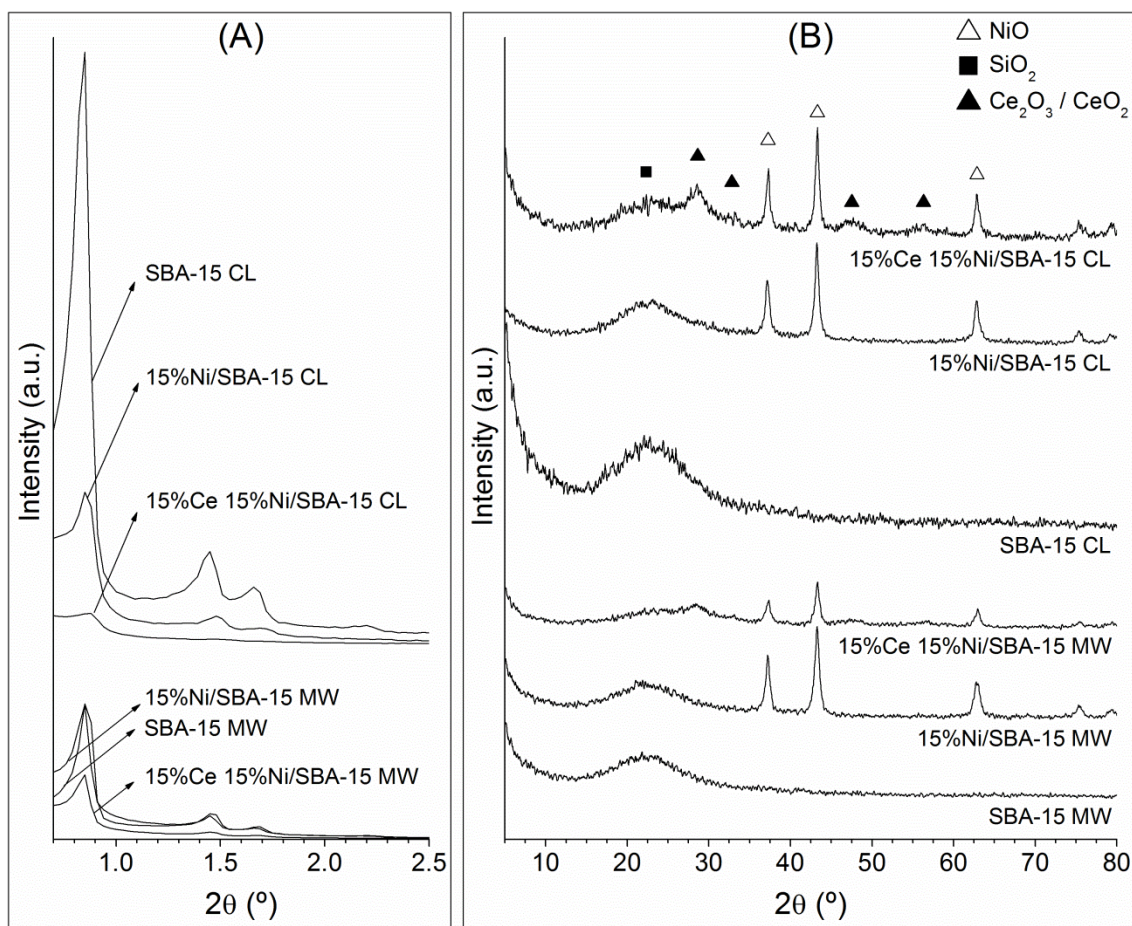 (A)
SBA-15 CL
15%Ni/SBA-15 CL
15%Ce 15%Ni/SBA-15 CL
15%Ni/SBA-15 MW
SBA-15 MW
15%Ce 15%Ni/SBA-15 MW
Intensity (a.u.)
1.0 1.5 2.0 2.5
2θ (º)
(B)
NiO
SiO₂
Ce₂O₃ / CeO₂
15%Ce 15%Ni/SBA-15 CL
15%Ni/SBA-15 CL
SBA-15 CL
15%Ce 15%Ni/SBA-15 MW
15%Ni/SBA-15 MW
SBA-15 MW
Intensity (a.u.)
10 20 30 40 50 60 70 80
2θ (º)